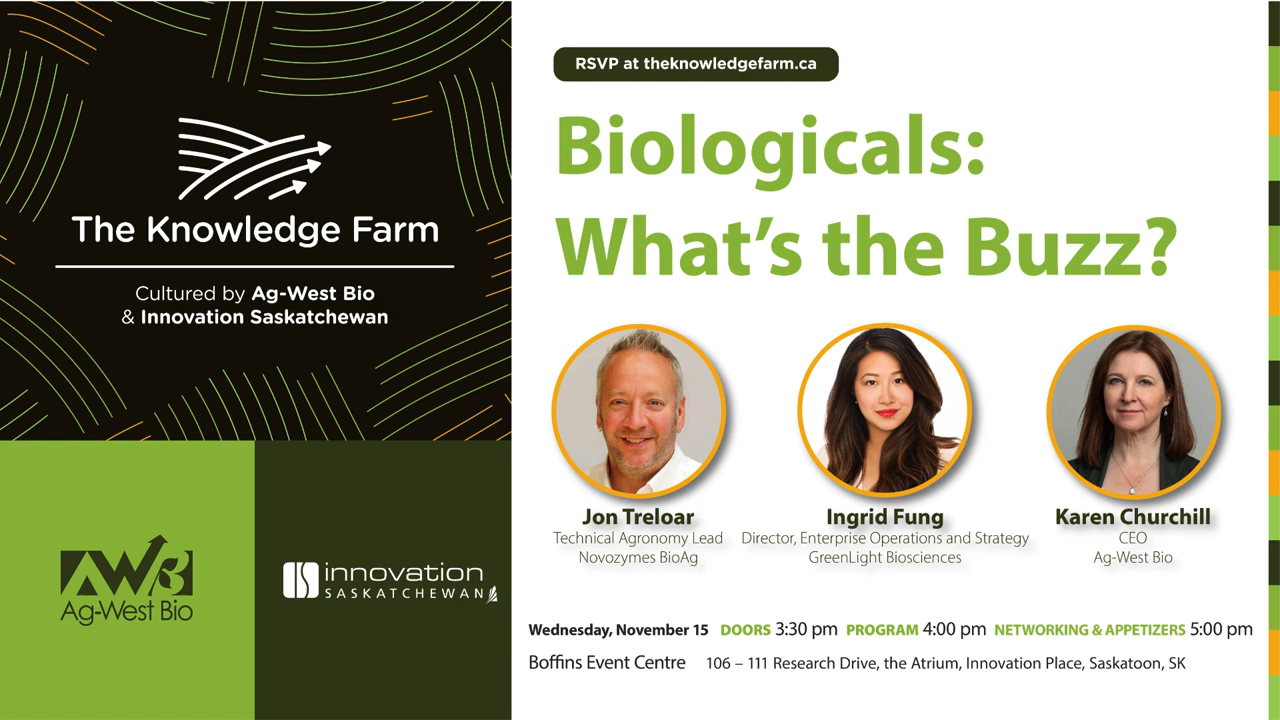 The Knowledge Farm
Cultured by Ag-West Bio
& Innovation Saskatchewan
AWB
Ag-West Bio
innovation
SASKATCHEWAN
RSVP at theknowledgefarm.ca
Biologicals:
What's the Buzz?
Jon Treloar
Technical Agronomy Lead
Novozymes BioAg
Ingrid Fung
Director, Enterprise Operations and Strategy
GreenLight Biosciences
Karen Churchill
CEO
Ag-West Bio
Wednesday, November 15 DOORS 3:30 pm PROGRAM 4:00 pm NETWORKING & APPETIZERS 5:00 pm
Boffins Event Centre 106 – 111 Research Drive, the Atrium, Innovation Place, Saskatoon, SK